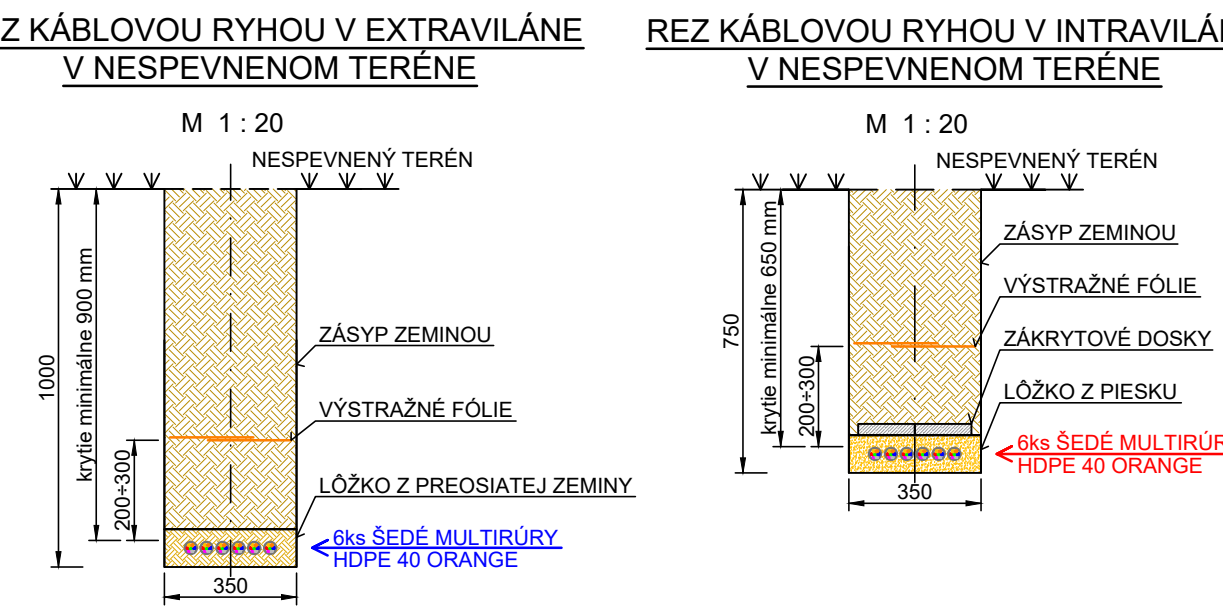 Z KÁBLOVOU RYHOU V EXTRAVILÁNE
V NESPEVNENOM TERÉNE
M 1 : 20
NESPEVNENÝ TERÉN
1000
krytie minimálne 900 mm
200÷300
ZÁSYP ZEMINOU
VÝSTRAŽNÉ FÓLIE
LÔŽKO Z PREOSIATEJ ZEMINY
6ks ŠEDÉ MULTIRÚRY
HDPE 40 ORANGE
350
REZ KÁBLOVOU RYHOU V INTRAVILÁ
V NESPEVNENOM TERÉNE
M 1 : 20
NESPEVNENÝ TERÉN
750
krytie minimálne 650 mm
200÷300
ZÁSYP ZEMINOU
VÝSTRAŽNÉ FÓLIE
ZÁKRYTOVÉ DOSKY
LÔŽKO Z PIESKU
6ks ŠEDÉ MULTIRÚR
HDPE 40 ORANGE
350